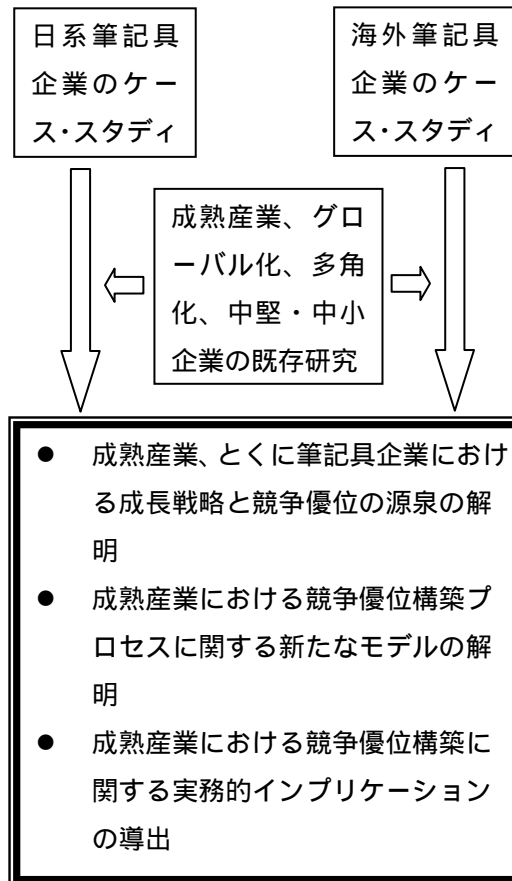 日系筆記具
企業のケー
ス・スタディ
海外筆記具
企業のケー
ス・スタディ
成熟産業、グロ
ーバル化、多角
化、中堅・中小
企業の既存研究
● 成熟産業、とくに筆記具企業におけ
る成長戦略と競争優位の源泉の解
明
● 成熟産業における競争優位構築プ
ロセスに関する新たなモデルの解
明
● 成熟産業における競争優位構築に
関する実務的インプリケーション
の導出